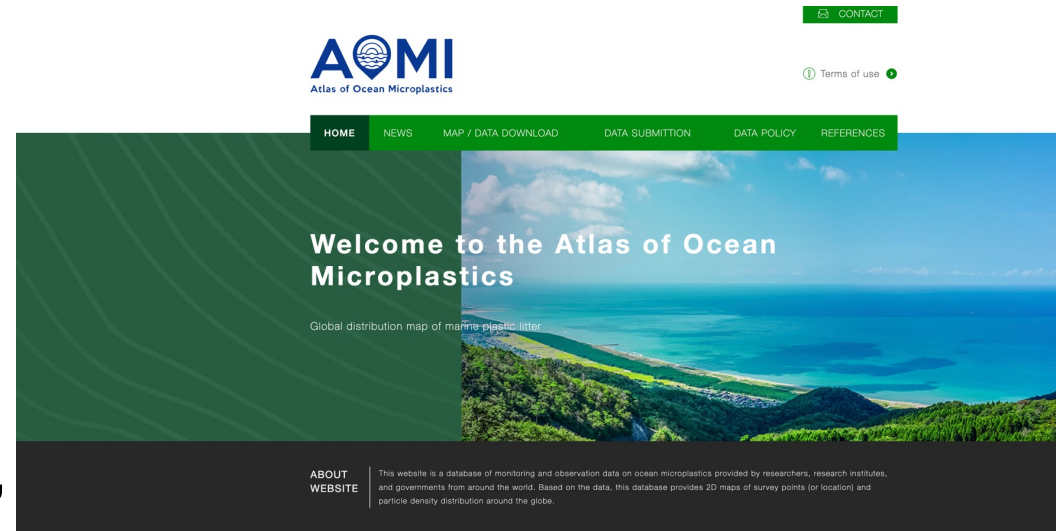 CONTACT
AOMI
Atlas of Ocean Microplastics
Terms of use
HOME NEWS MAP / DATA DOWNLOAD DATA SUBMITTION DATA POLICY REFERENCES
Welcome to the Atlas of Ocean
Microplastics
Global distribution map of marine plastic litter
ABOUT
WEBSITE
This website is a database of monitoring and observation data on ocean microplastics provided by researchers, research institutes,
and governments from around the world. Based on the data, this database provides 2D maps of survey points (or location) and
particle density distribution around the globe.